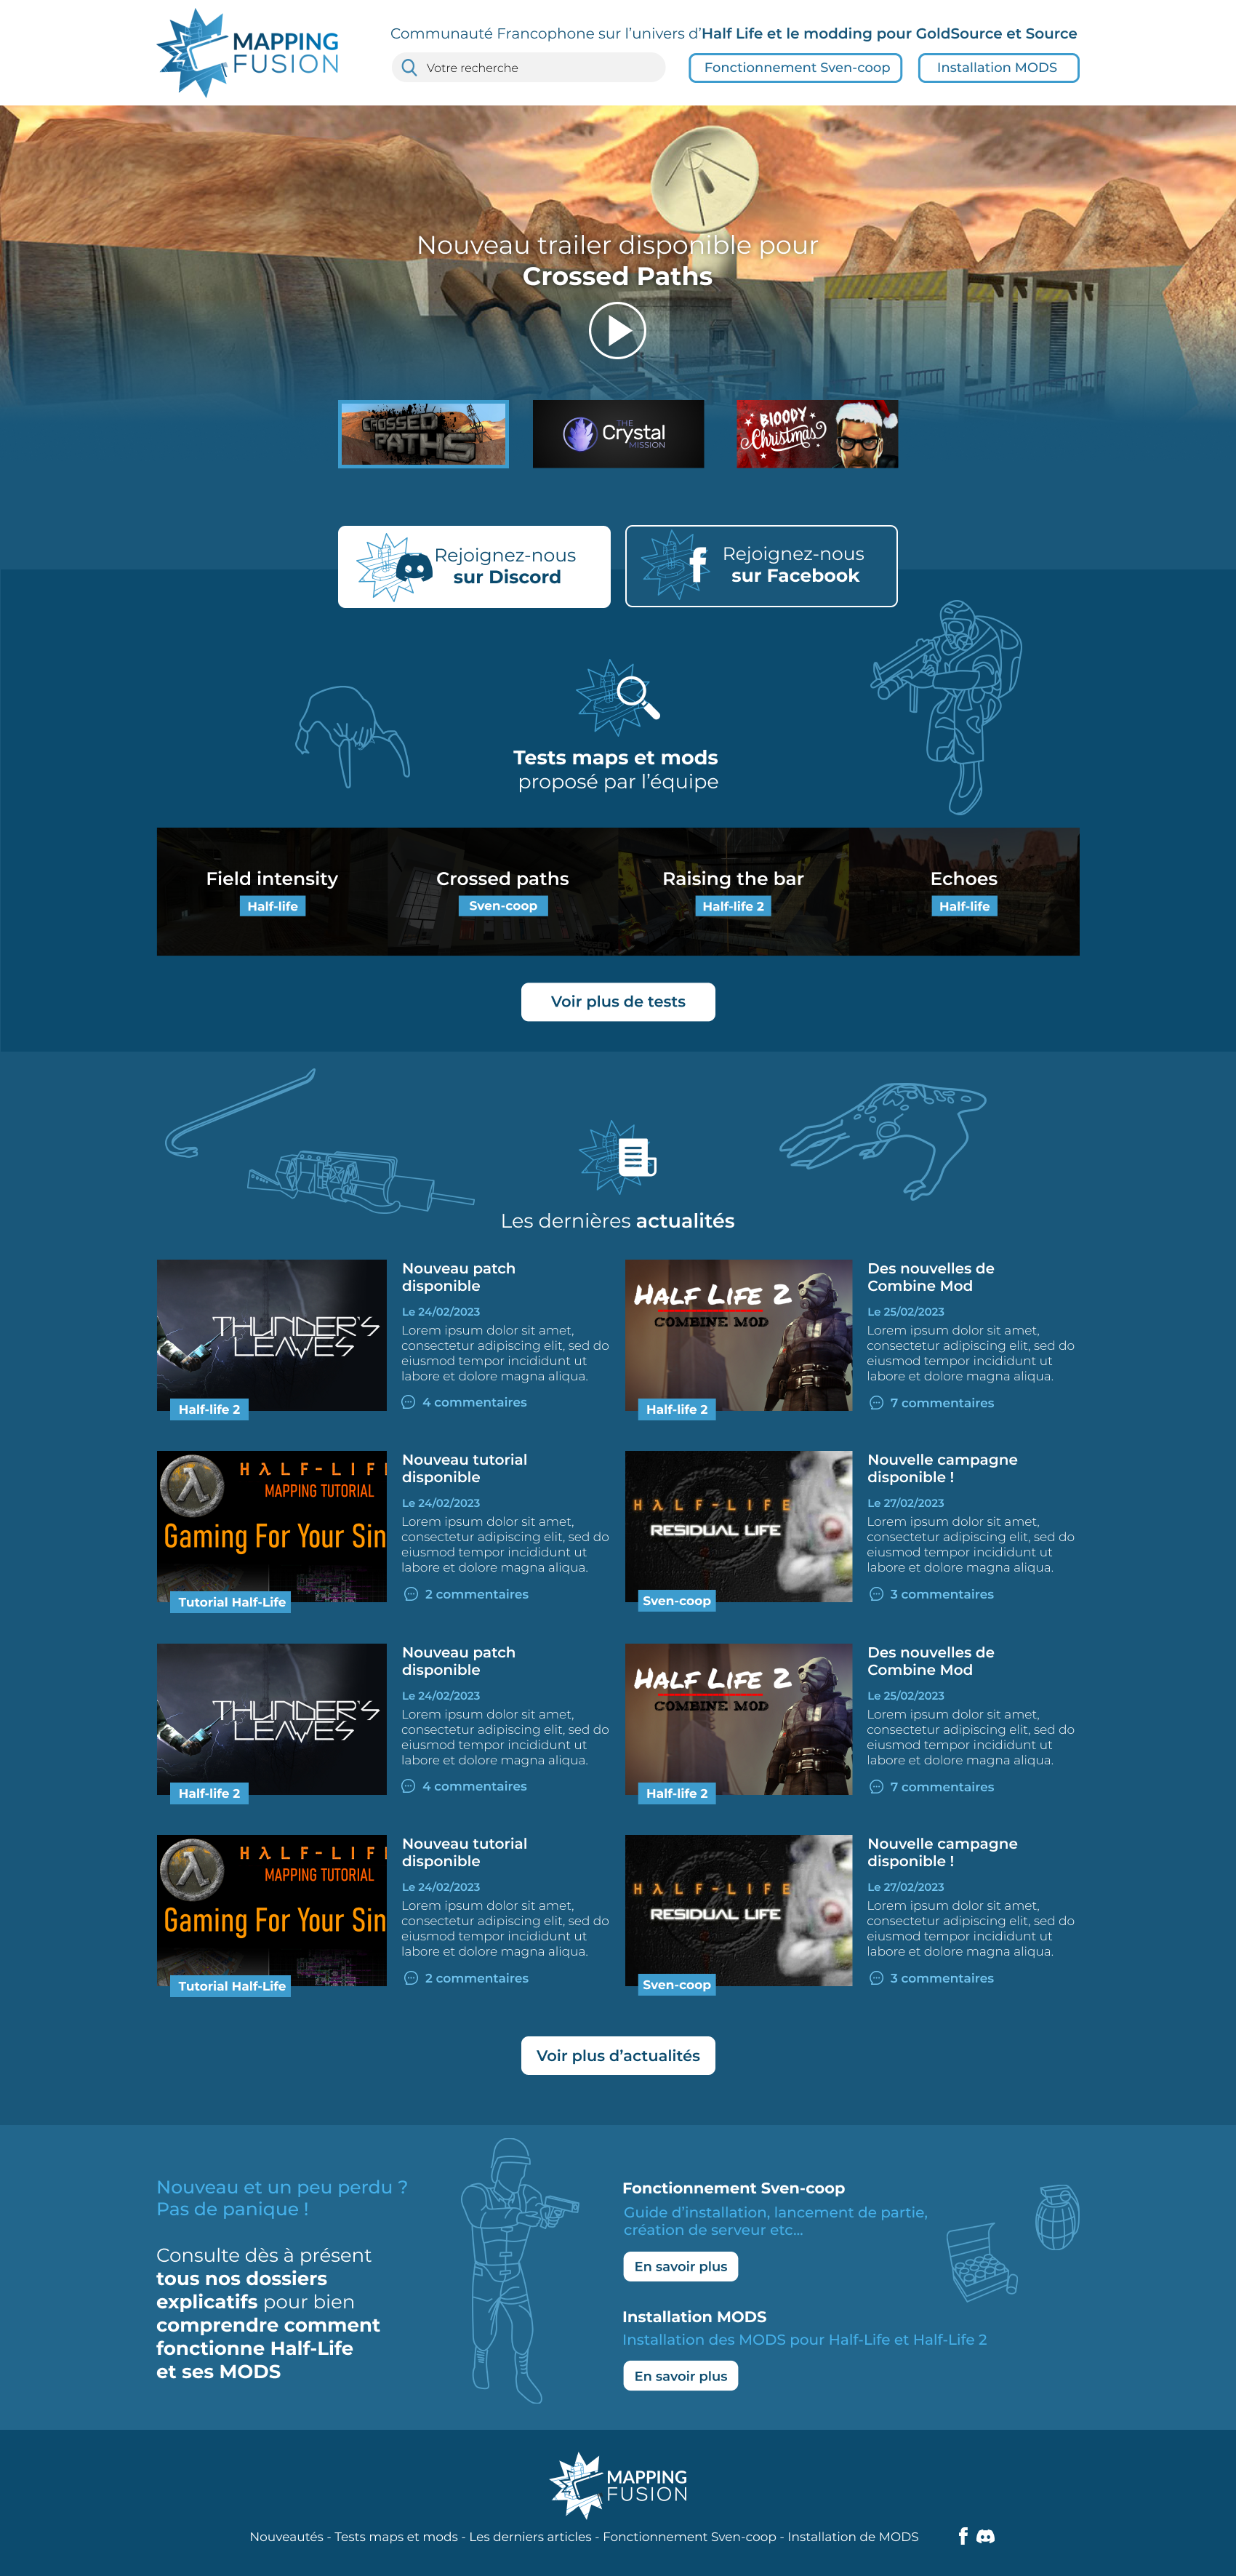 MAPPING
FUSION
Communauté Francophone sur l'univers d'Half Life et le modding pour GoldSource et Source
Votre recherche
Fonctionnement Sven-coop
Installation MODS
Nouveau trailer disponible pour
Crossed Paths
CROSSED
PATHS
THE
Crystal
MISSION
BlOODY
Christmas
Rejoignez-nous
sur Discord
Rejoignez-nous
sur Facebook
Tests maps et mods
proposé par l'équipe
Field intensity
Half-life
Crossed paths
Sven-coop
Raising the bar
Half-life 2
Echoes
Half-life
Voir plus de tests
Les dernières actualités
THUNDER'S
LEAVES
Half-life 2
Nouveau patch
disponible
Le 24/02/2023
Lorem ipsum dolor sit amet,
consectetur adipiscing elit, sed do
eiusmod tempor incididunt ut
labore et dolore magna aliqua.
4 commentaires
HALF LIFE 2
COMBINE MOD
Half-life 2
Des nouvelles de
Combine Mod
Le 25/02/2023
Lorem ipsum dolor sit amet,
consectetur adipiscing elit, sed do
eiusmod tempor incididunt ut
labore et dolore magna aliqua.
7 commentaires
HλLF-LIFE
MAPPING TUTORIAL
Gaming For Your Sin
Tutorial Half-Life
Nouveau tutorial
disponible
Le 24/02/2023
Lorem ipsum dolor sit amet,
consectetur adipiscing elit, sed do
eiusmod tempor incididunt ut
labore et dolore magna aliqua.
2 commentaires
HλLF-LIFE
RESIDUAL LIFE
Sven-coop
Nouvelle campagne
disponible !
Le 27/02/2023
Lorem ipsum dolor sit amet,
consectetur adipiscing elit, sed do
eiusmod tempor incididunt ut
labore et dolore magna aliqua.
3 commentaires
THUNDER'S
LEAVES
Half-life 2
Nouveau patch
disponible
Le 24/02/2023
Lorem ipsum dolor sit amet,
consectetur adipiscing elit, sed do
eiusmod tempor incididunt ut
labore et dolore magna aliqua.
4 commentaires
HALF LIFE 2
COMBINE MOD
Half-life 2
Des nouvelles de
Combine Mod
Le 25/02/2023
Lorem ipsum dolor sit amet,
consectetur adipiscing elit, sed do
eiusmod tempor incididunt ut
labore et dolore magna aliqua.
7 commentaires
HλLF-LIFE
MAPPING TUTORIAL
Gaming For Your Sin
Tutorial Half-Life
Nouveau tutorial
disponible
Le 24/02/2023
Lorem ipsum dolor sit amet,
consectetur adipiscing elit, sed do
eiusmod tempor incididunt ut
labore et dolore magna aliqua.
2 commentaires
HλLF-LIFE
RESIDUAL LIFE
Sven-coop
Nouvelle campagne
disponible !
Le 27/02/2023
Lorem ipsum dolor sit amet,
consectetur adipiscing elit, sed do
eiusmod tempor incididunt ut
labore et dolore magna aliqua.
3 commentaires
Voir plus d'actualités
Nouveau et un peu perdu ?
Pas de panique !
Consulte dès à présent
tous nos dossiers
explicatifs pour bien
comprendre comment
fonctionne Half-Life
et ses MODS
Fonctionnement Sven-coop
Guide d'installation, lancement de partie,
création de serveur etc...
En savoir plus
Installation MODS
Installation des MODS pour Half-Life et Half-Life 2
En savoir plus
MAPPING
FUSION
Nouveautés - Tests maps et mods - Les derniers articles - Fonctionnement Sven-coop - Installation de MODS